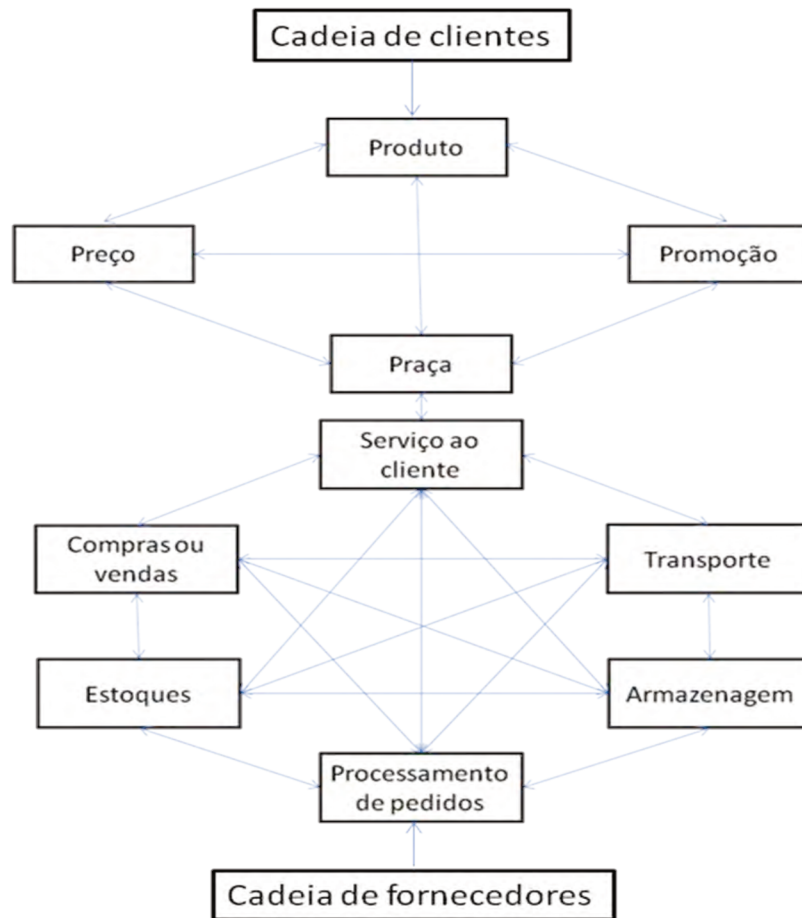 Cadeia de clientes
Produto
Preço
Promoção
Praça
Serviço ao
cliente
Compras ou
vendas
Transporte
Estoques
Armazenagem
Processamento
de pedidos
Cadeia de fornecedores